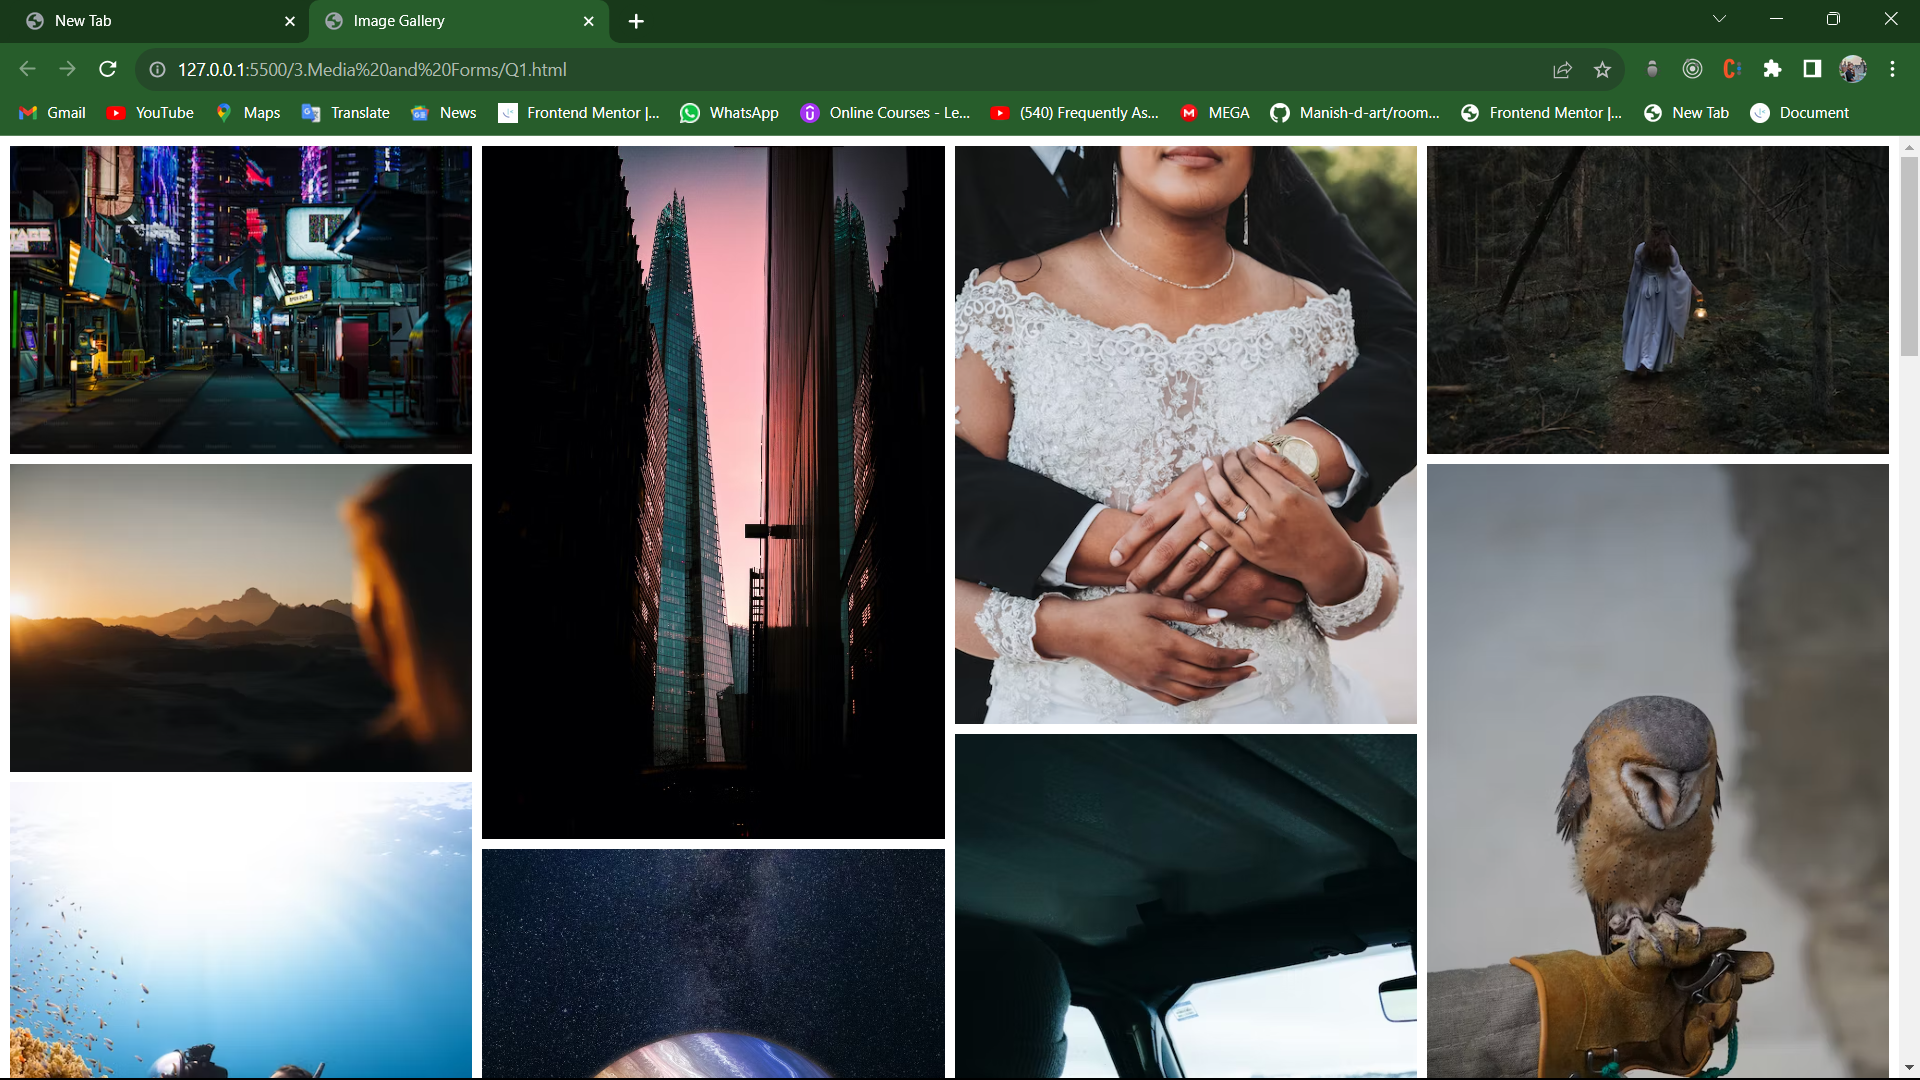 New Tab
Image Gallery
127.0.0.1:5500/3.Media%20and%20Forms/Q1.html
Gmail YouTube Maps Translate News Frontend Mentor |... WhatsApp Online Courses - Le... (540) Frequently As... MEGA Manish-d-art/room... Frontend Mentor |... New Tab Document